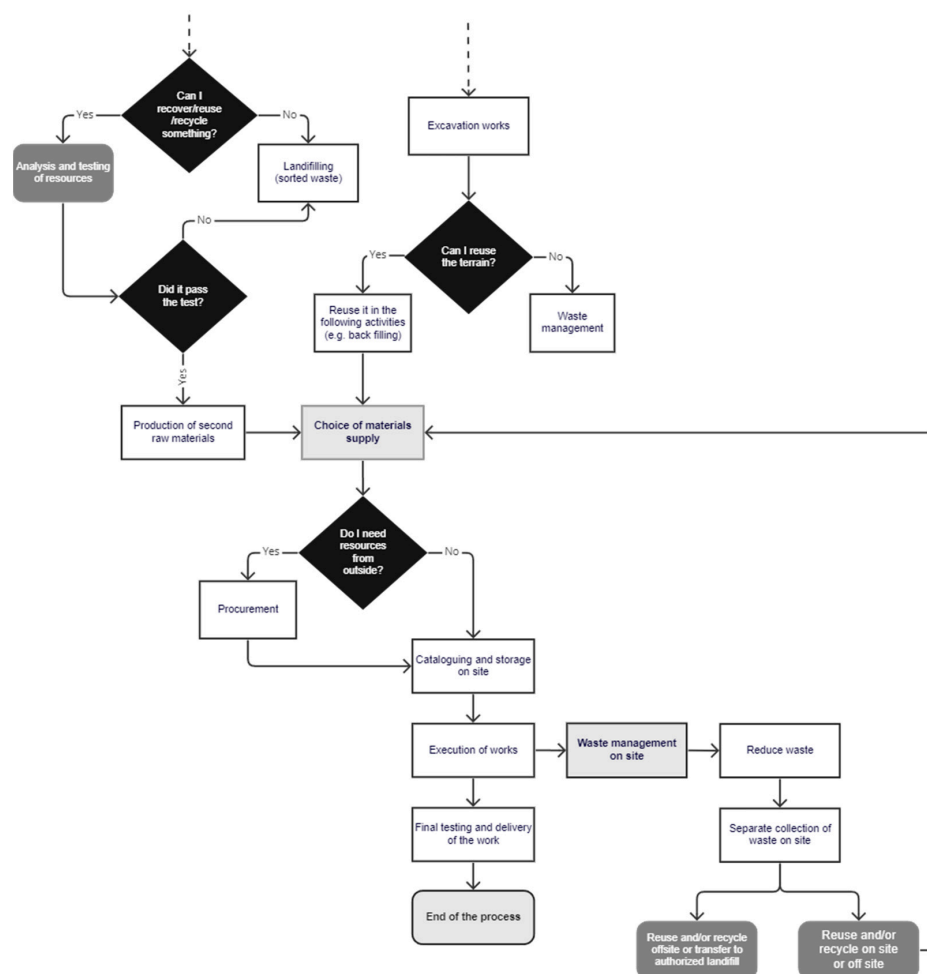 Can I
recover/reuse
/recycle
something?
Yes
No
Analysis and testing
of resources
Landifilling
(sorted waste)
No
Did it pass
the test?
Yes
Production of second
raw materials
Excavation works
Can I reuse
the terrain?
Yes
No
Reuse it in the
following activities
(e.g. back filling)
Waste
management
Choice of materials
supply
Do I need
resources
from
outside?
Yes
No
Procurement
Cataloguing and storage
on site
Execution of works
Waste management
on site
Reduce waste
Final testing and delivery
of the work
Separate collection of
waste on site
End of the process
Reuse and/or recycle
offsite or transfer to
authorized landfill
Reuse and/or
recycle on site
or off site